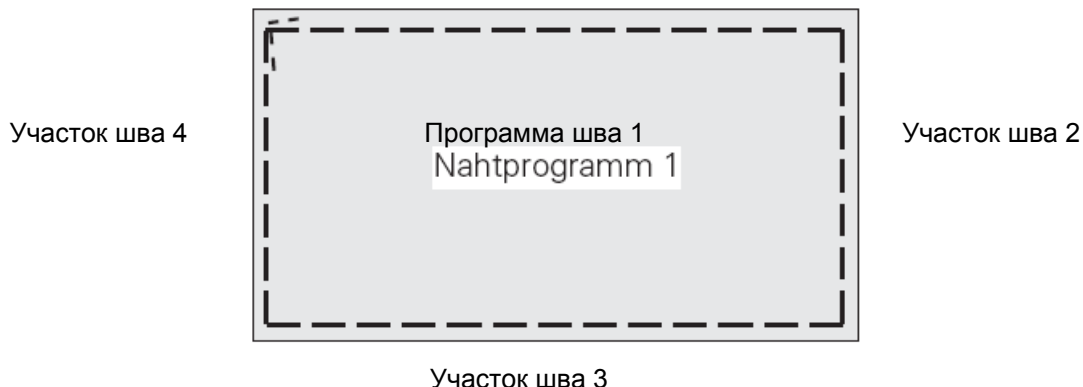 Участок шва 4
Программа шва 1
Участок шва 2
Nahtprogramm 1
Участок шва 3